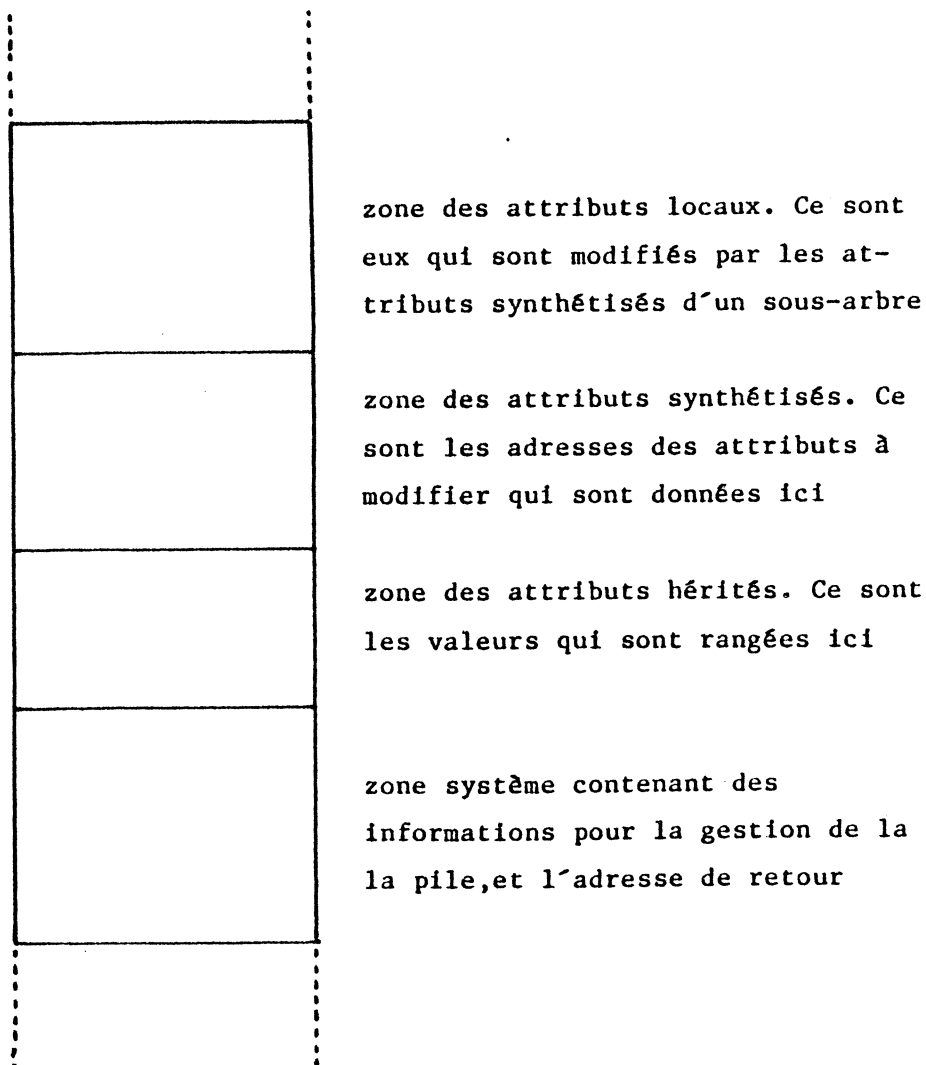 zone des attributs locaux. Ce sont
eux qui sont modifiés par les at-
tributs synthétisés d´un sous-arbre
zone des attributs synthétisés. Ce
sont les adresses des attributs à
modifier qui sont données ici
zone des attributs hérités. Ce sont
les valeurs qui sont rangées ici
zone système contenant des
informations pour la gestion de la
la pile,et l´adresse de retour